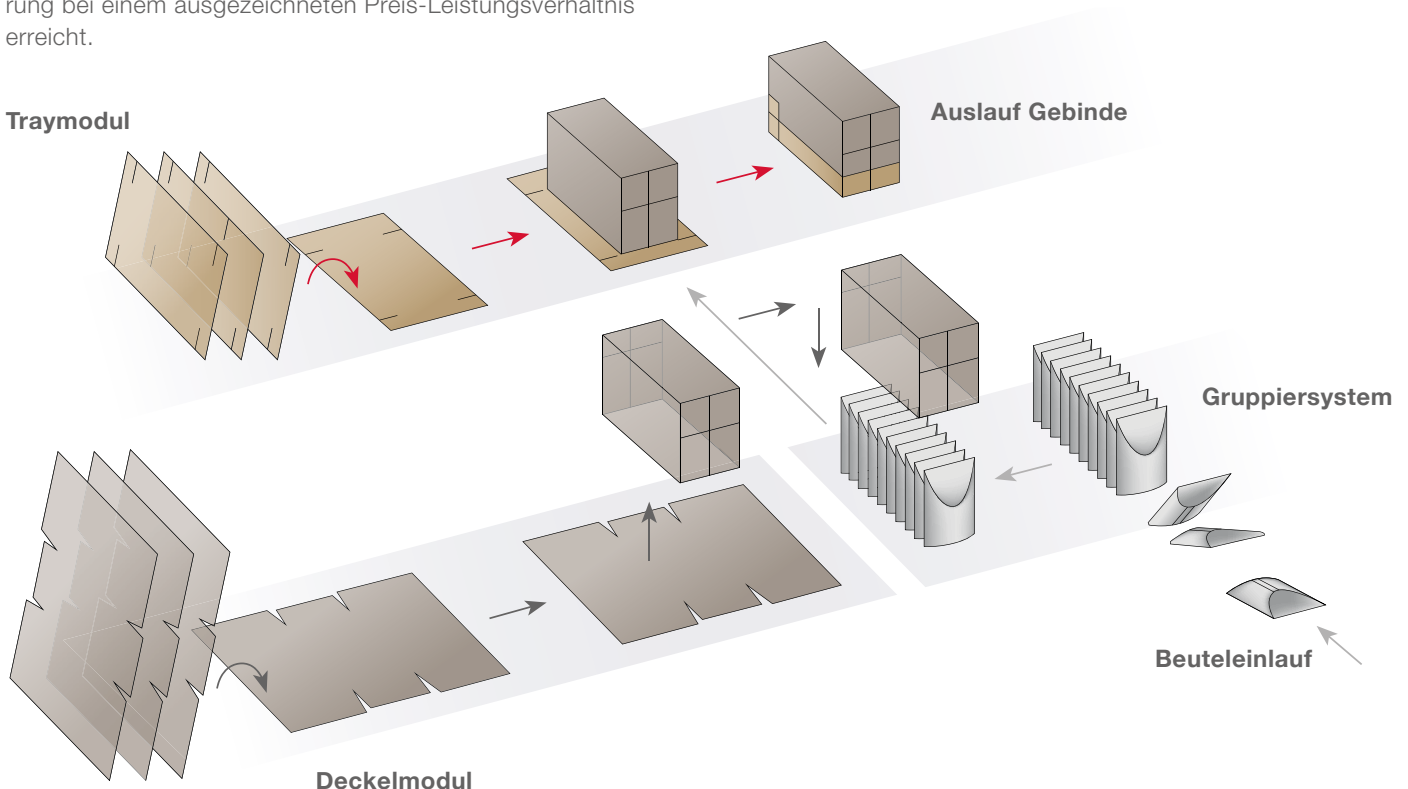 rung bei einem ausgezeichneten Preis-Leistungsverhältnis
erreicht.
Traymodul
Auslauf Gebinde
Gruppiersystem
Beuteleinlauf
Deckelmodul